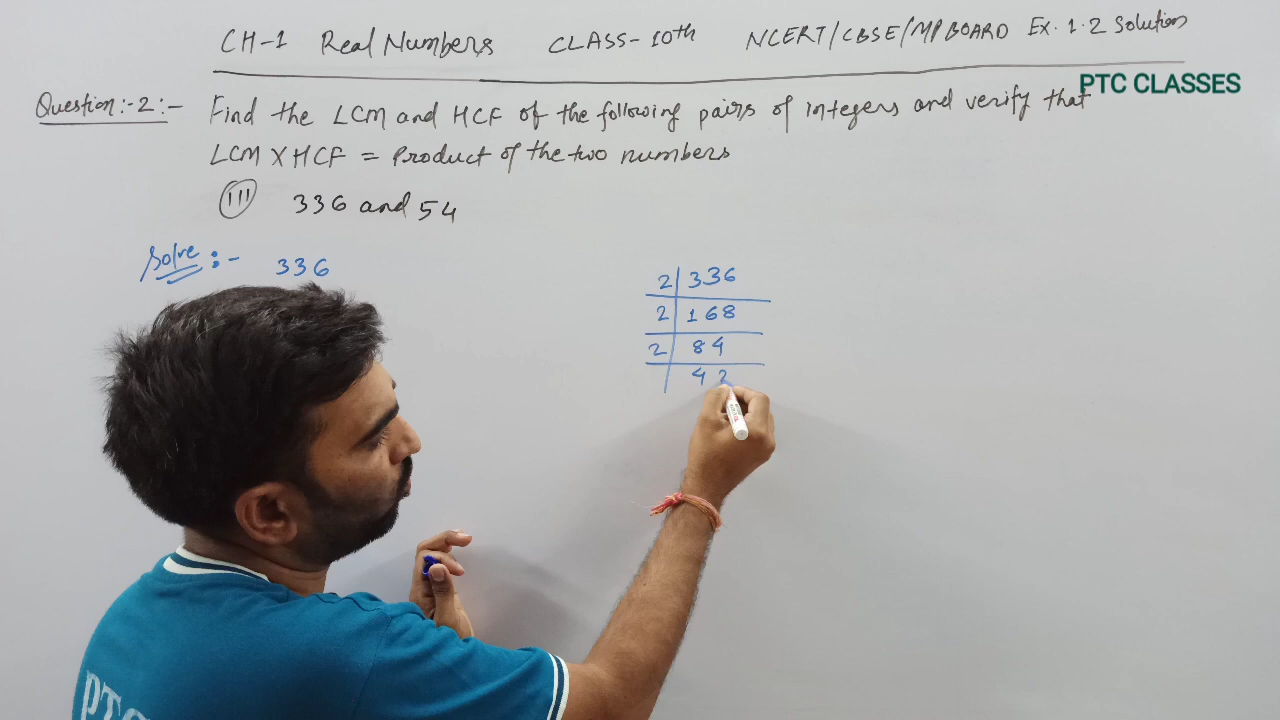 CH-1 Real Numbers CLASS-10th NCERT/CBSE/MP BOARD Ex. 1.2 Solution
PTC CLASSES
Question:-2:- Find the LCM and HCF of the following pairs of integers and verify that
LCM X HCF = Product of the two numbers
III 336 and 54
Solve:- 336
2 336
2 168
2 84
42
PTC